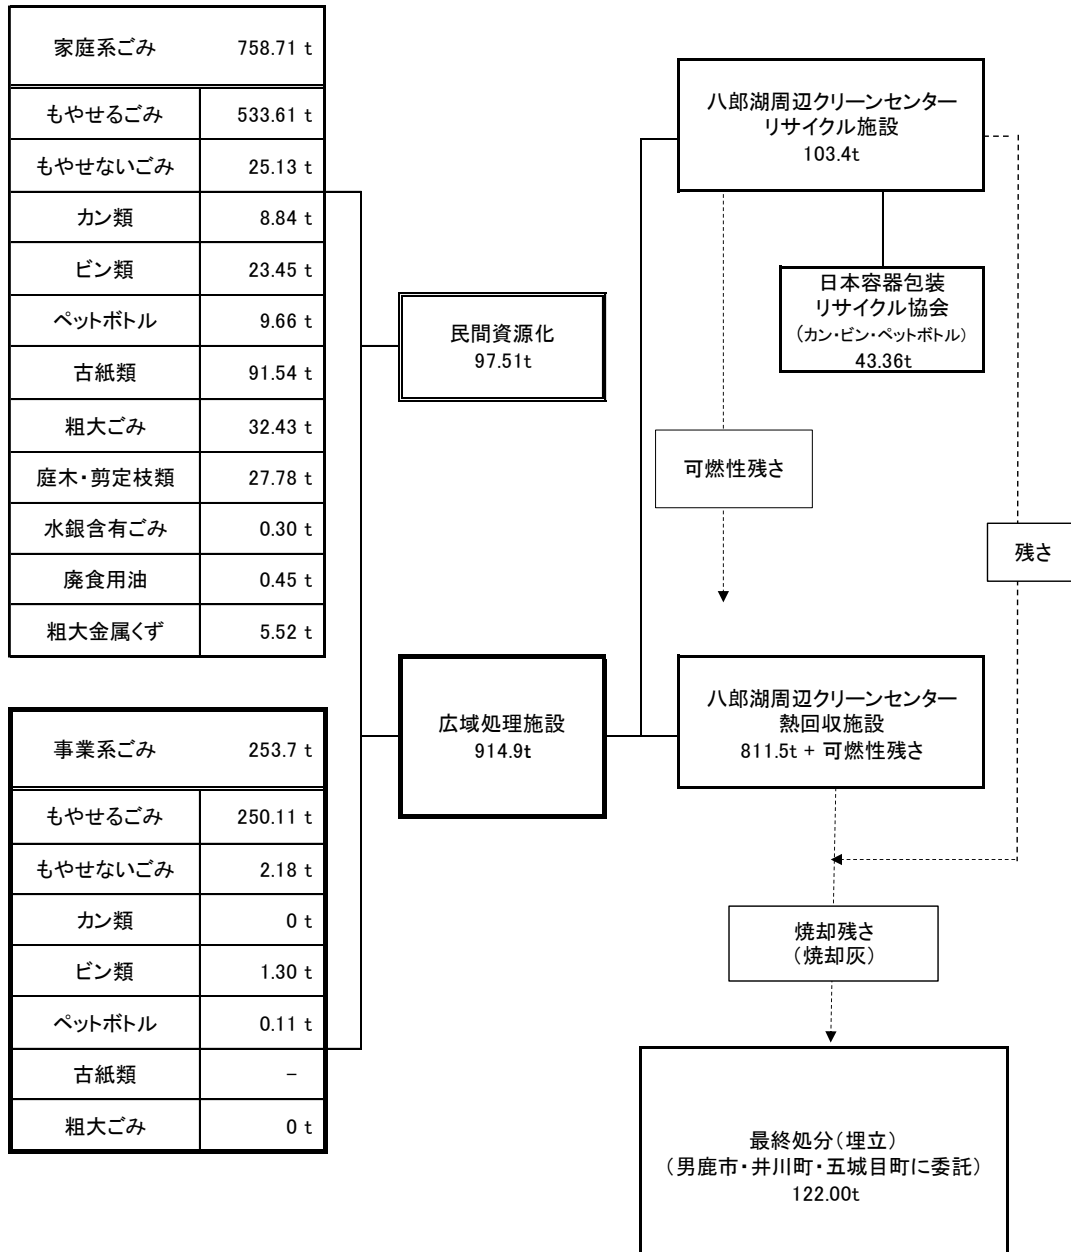 家庭系ごみ 758.71 t
もやせるごみ 533.61 t
もやせないごみ 25.13 t
カン類 8.84 t
ビン類 23.45 t
ペットボトル 9.66 t
古紙類 91.54 t
粗大ごみ 32.43 t
庭木・剪定枝類 27.78 t
水銀含有ごみ 0.30 t
廃食用油 0.45 t
粗大金属くず 5.52 t
事業系ごみ 253.7 t
もやせるごみ 250.11 t
もやせないごみ 2.18 t
カン類 0 t
ビン類 1.30 t
ペットボトル 0.11 t
古紙類 －
粗大ごみ 0 t
民間資源化
97.51t
広域処理施設
914.9t
八郎湖周辺クリーンセンター
リサイクル施設
103.4t
日本容器包装
リサイクル協会
（カン・ビン・ペットボトル）
43.36t
可燃性残さ
残さ
八郎湖周辺クリーンセンター
熱回収施設
811.5t + 可燃性残さ
焼却残さ
（焼却灰）
最終処分（埋立）
（男鹿市・井川町・五城目町に委託）
122.00t